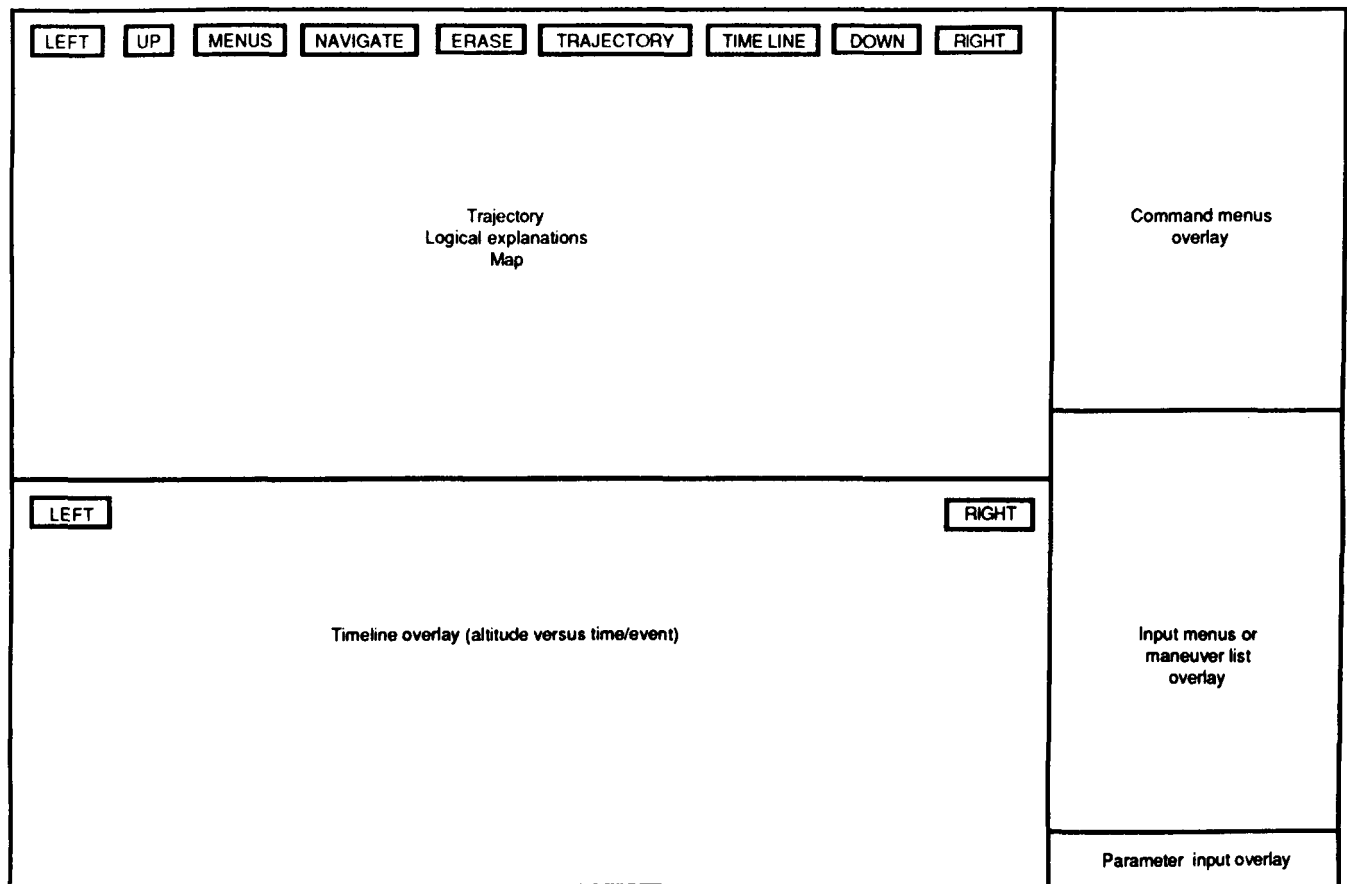 LEFT UP MENUS NAVIGATE ERASE TRAJECTORY TIME LINE DOWN RIGHT
Trajectory
Logical explanations
Map
Command menus
overlay
LEFT RIGHT
Timeline overlay (altitude versus time/event)
Input menus or
maneuver list
overlay
Parameter input overlay